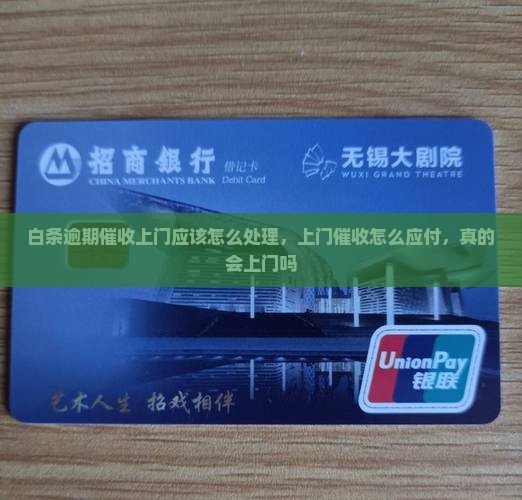 招商銀行 借记卡
CHINA MERCHANTS BANK Debit Card
无锡大剧院
WUXI GRAND THEATRE
白条逾期催收上门应该怎么处理，上门催收怎么应付，真的
会上门吗
UnionPay
银联
艺术人生 招戏相伴